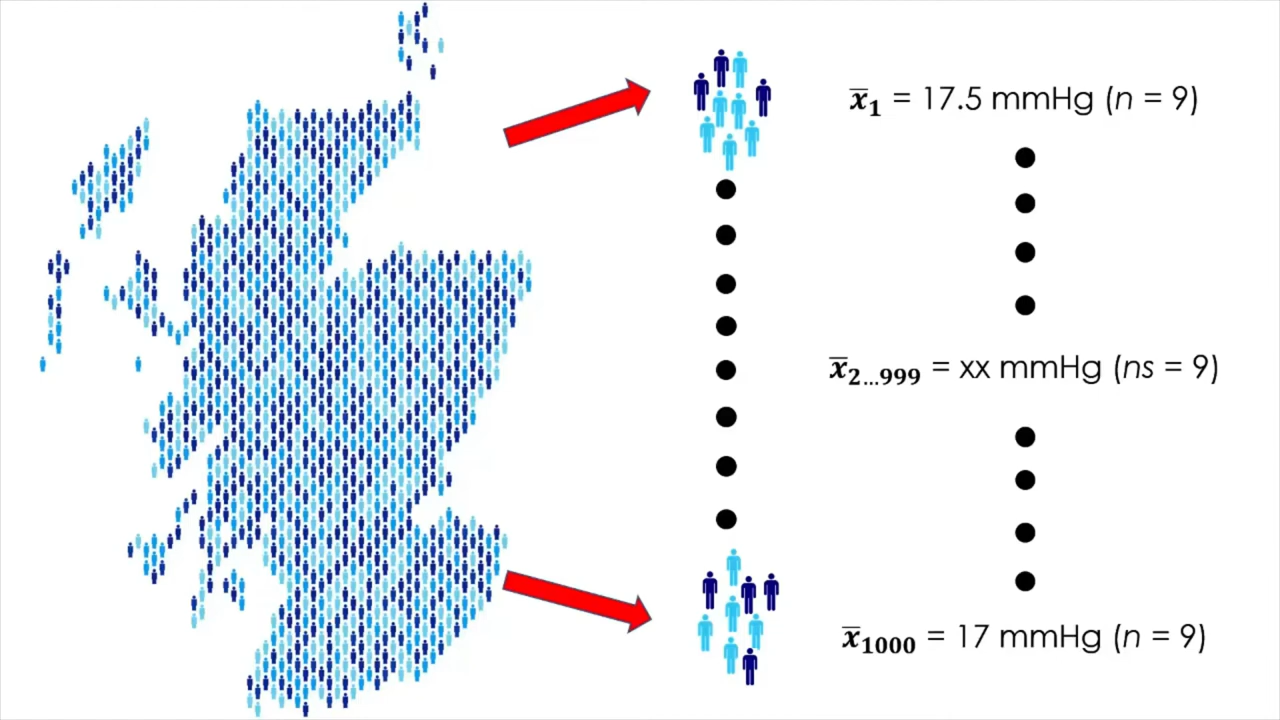 x̅₁ = 17.5 mmHg (n = 9)
x̅₂...₉₉₉ = xx mmHg (ns = 9)
x̅₁₀₀₀ = 17 mmHg (n = 9)